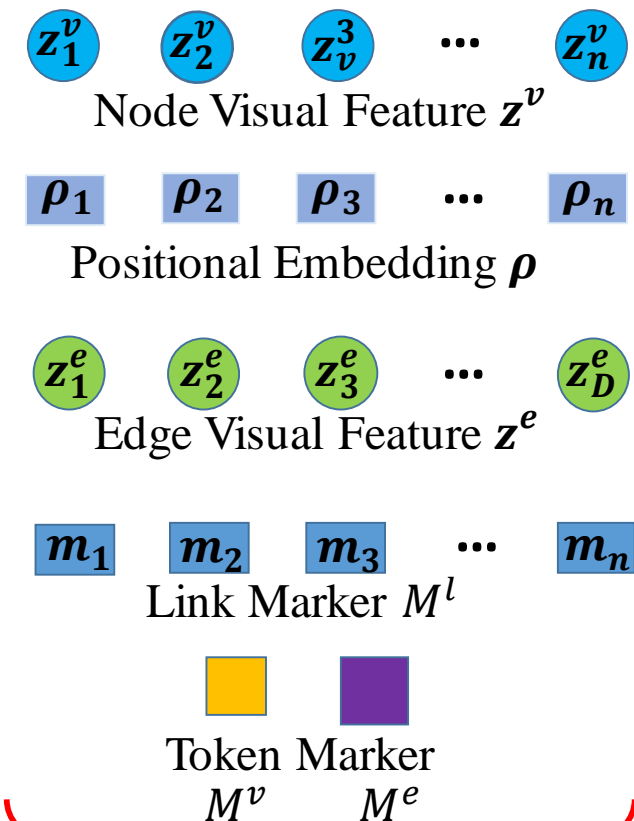 z_1^v z_2^v z_v^3 ... z_n^v
Node Visual Feature z^v
ρ_1 ρ_2 ρ_3 ... ρ_n
Positional Embedding ρ
z_1^e z_2^e z_3^e ... z_D^e
Edge Visual Feature z^e
m_1 m_2 m_3 ... m_n
Link Marker M^l
Token Marker
M^v M^e